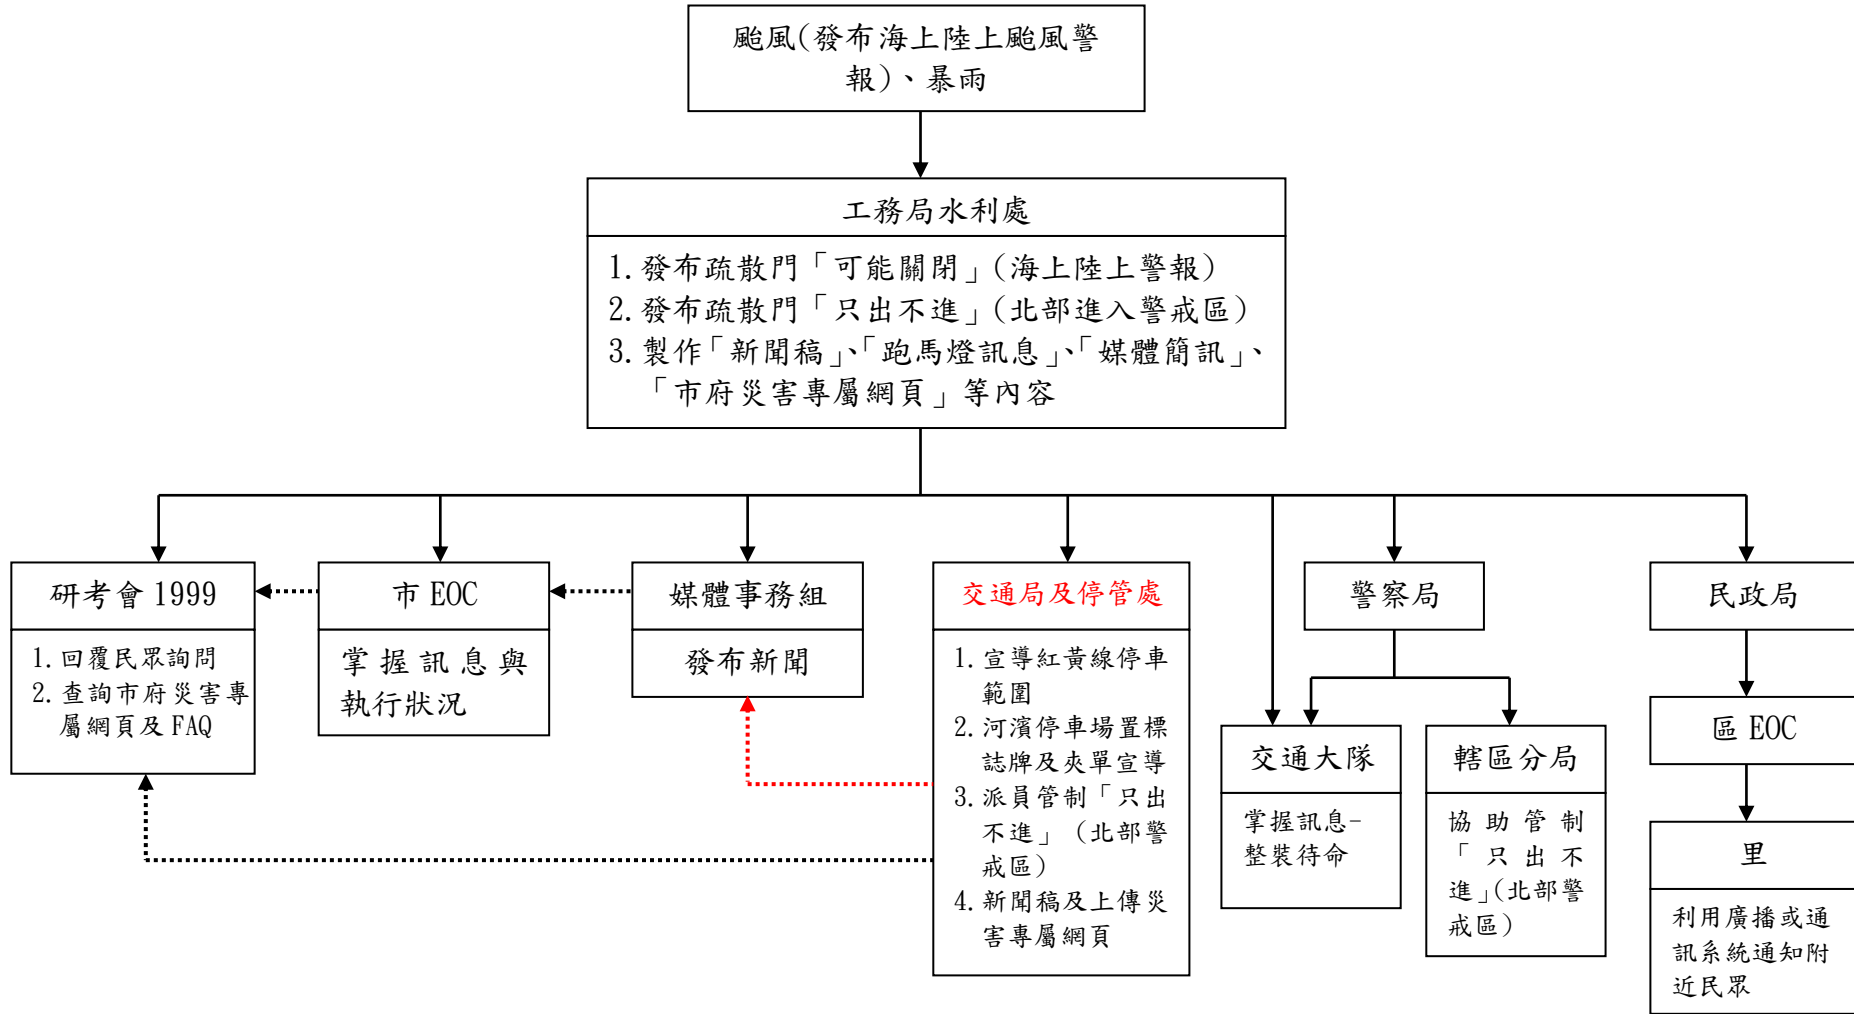 颱風(發布海上陸上颱風警
報)、暴雨
工務局水利處
1.發布疏散門「可能關閉」(海上陸上警報)
2.發布疏散門「只出不進」(北部進入警戒區)
3.製作「新聞稿」、「跑馬燈訊息」、「媒體簡訊」、
「市府災害專屬網頁」等內容
研考會 1999
1.回覆民眾詢問
2.查詢市府災害專
屬網頁及 FAQ
市 EOC
掌握訊息與
執行狀況
媒體事務組
發布新聞
交通局及停管處
1.宣導紅黃線停車
範圍
2.河濱停車場置標
誌牌及夾單宣導
3.派員管制「只出
不進」(北部警
戒區)
4.新聞稿及上傳災
害專屬網頁
警察局
交通大隊
掌握訊息-
整裝待命
轄區分局
協助管制
「只出不
進」(北部警
戒區)
民政局
區 EOC
里
利用廣播或通
訊系統通知附
近民眾